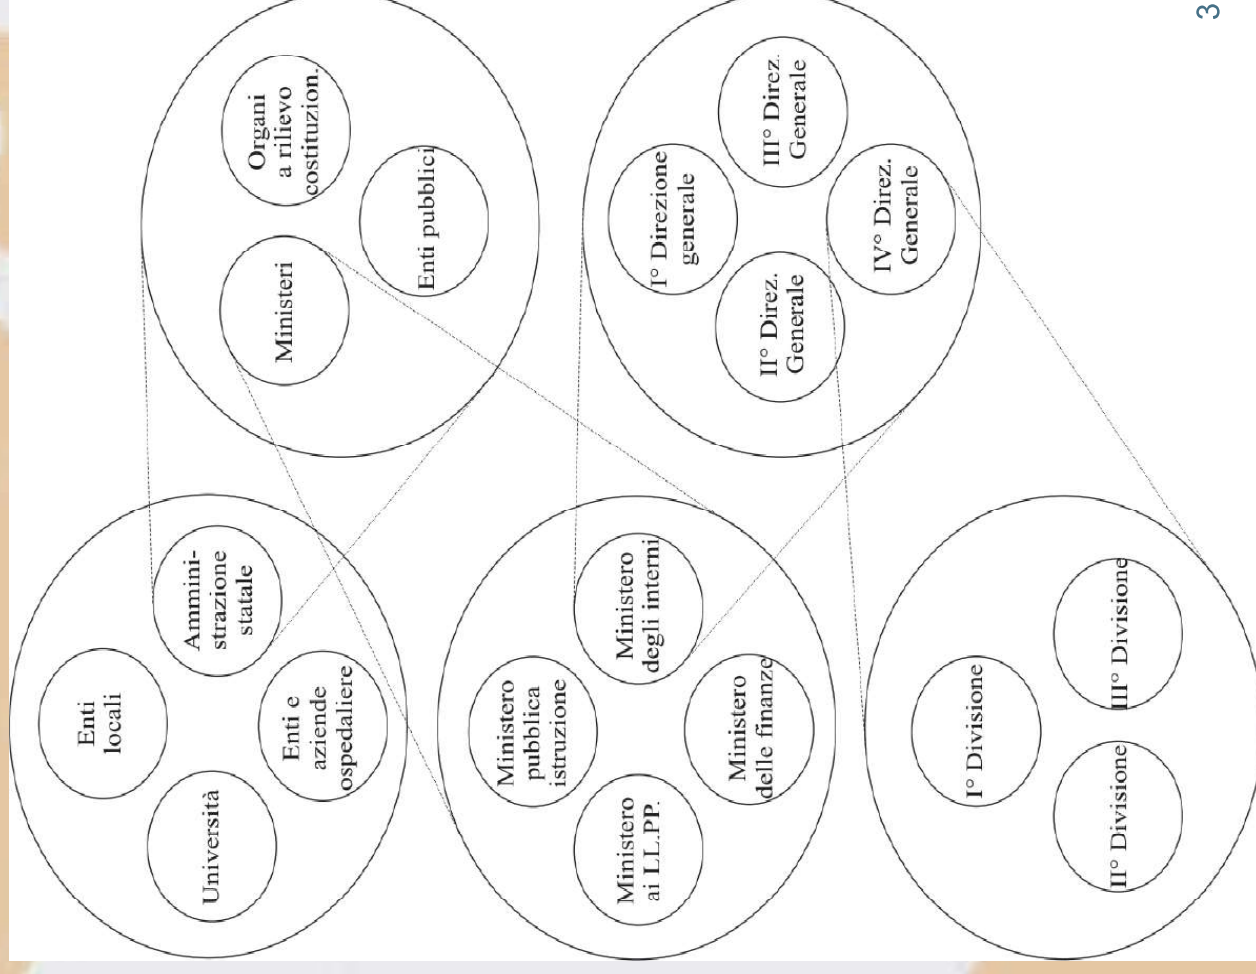 Enti
locali
Università
Ammini-
strazione
statale
Enti e
aziende
ospedaliere
Ministeri
Organi
a rilievo
costituzion.
Enti pubblici
Ministero
pubblica
istruzione
Ministero
ai LL.PP.
Ministero
degli interni
Ministero
delle finanze
I° Direzione
generale
II° Direz.
Generale
III° Direz.
Generale
IV° Direz.
Generale
I° Divisione
II° Divisione
III° Divisione
3